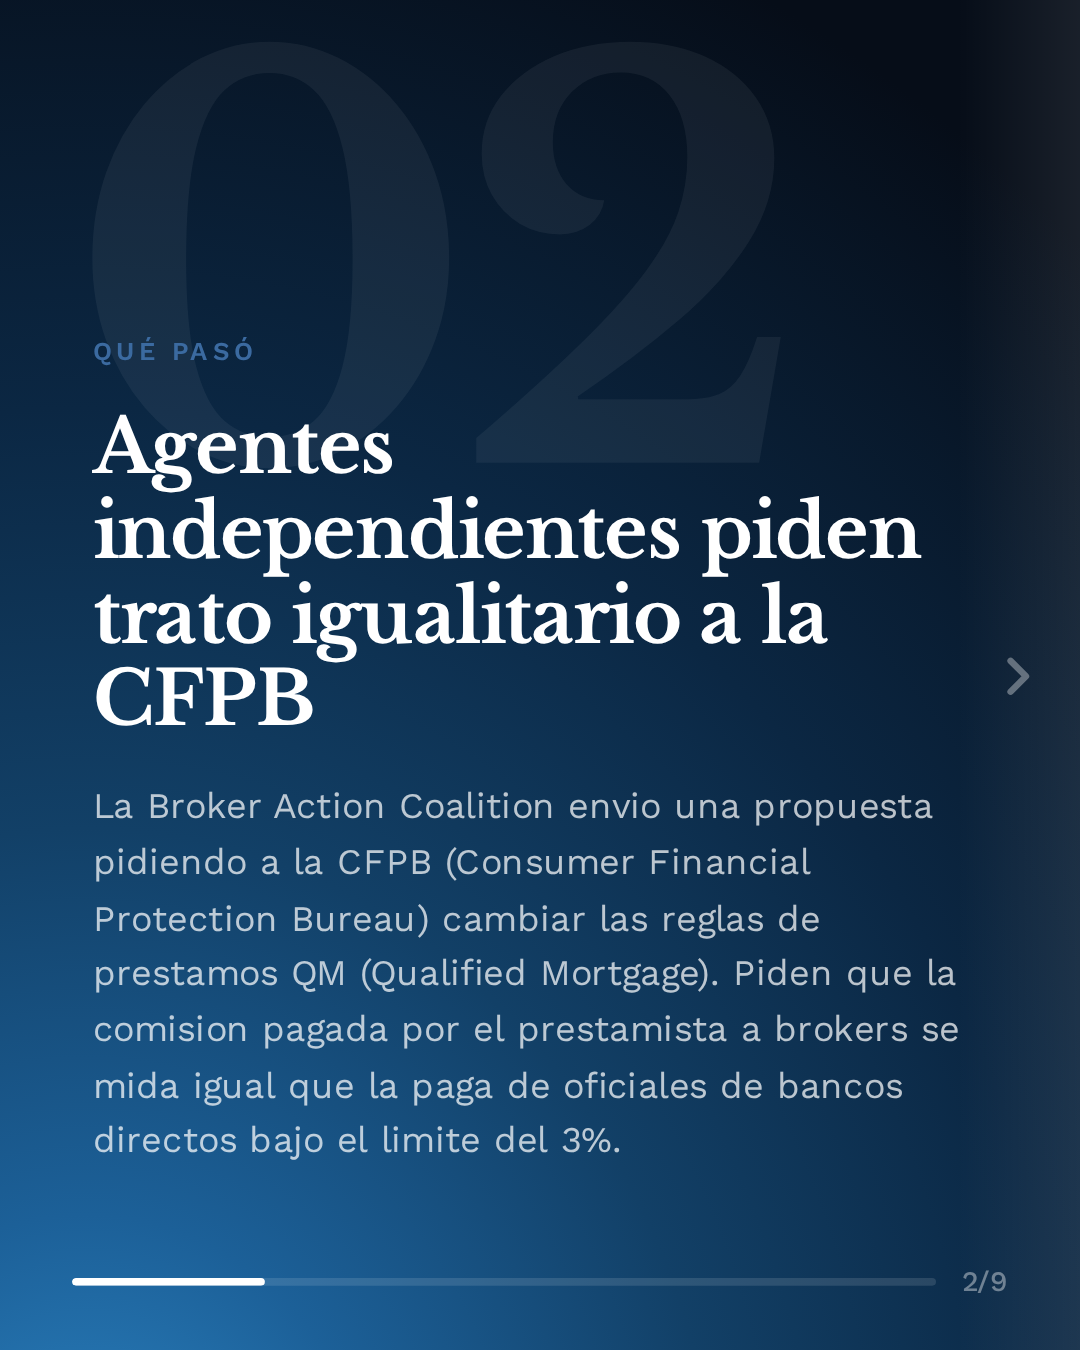 02
QUÉ PASÓ
Agentes
independientes piden
trato igualitario a la
CFPB
La Broker Action Coalition envio una propuesta
pidiendo a la CFPB (Consumer Financial
Protection Bureau) cambiar las reglas de
prestamos QM (Qualified Mortgage). Piden que la
comision pagada por el prestamista a brokers se
mida igual que la paga de oficiales de bancos
directos bajo el limite del 3%.
2/9